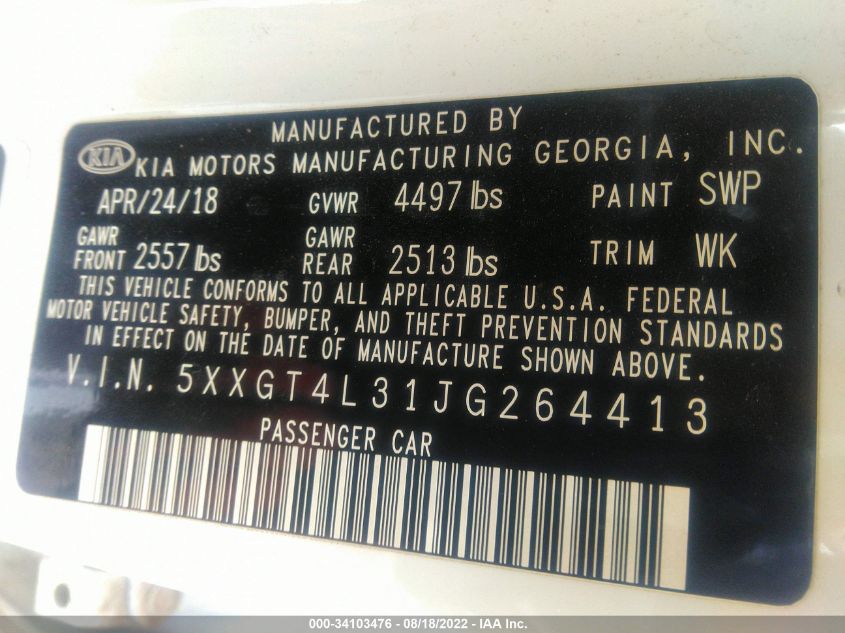 MANUFACTURED BY
KIA KIA MOTORS MANUFACTURING GEORGIA, INC.
APR/24/18 GVWR 4497 lbs PAINT SWP
GAWR FRONT 2557 lbs GAWR REAR 2513 lbs TRIM WK
THIS VEHICLE CONFORMS TO ALL APPLICABLE U.S.A. FEDERAL
MOTOR VEHICLE SAFETY, BUMPER, AND THEFT PREVENTION STANDARDS
IN EFFECT ON THE DATE OF MANUFACTURE SHOWN ABOVE.
V.I.N. 5XXGT4L31JG264413
PASSENGER CAR
000-34103476 - 08/18/2022 - IAA Inc.